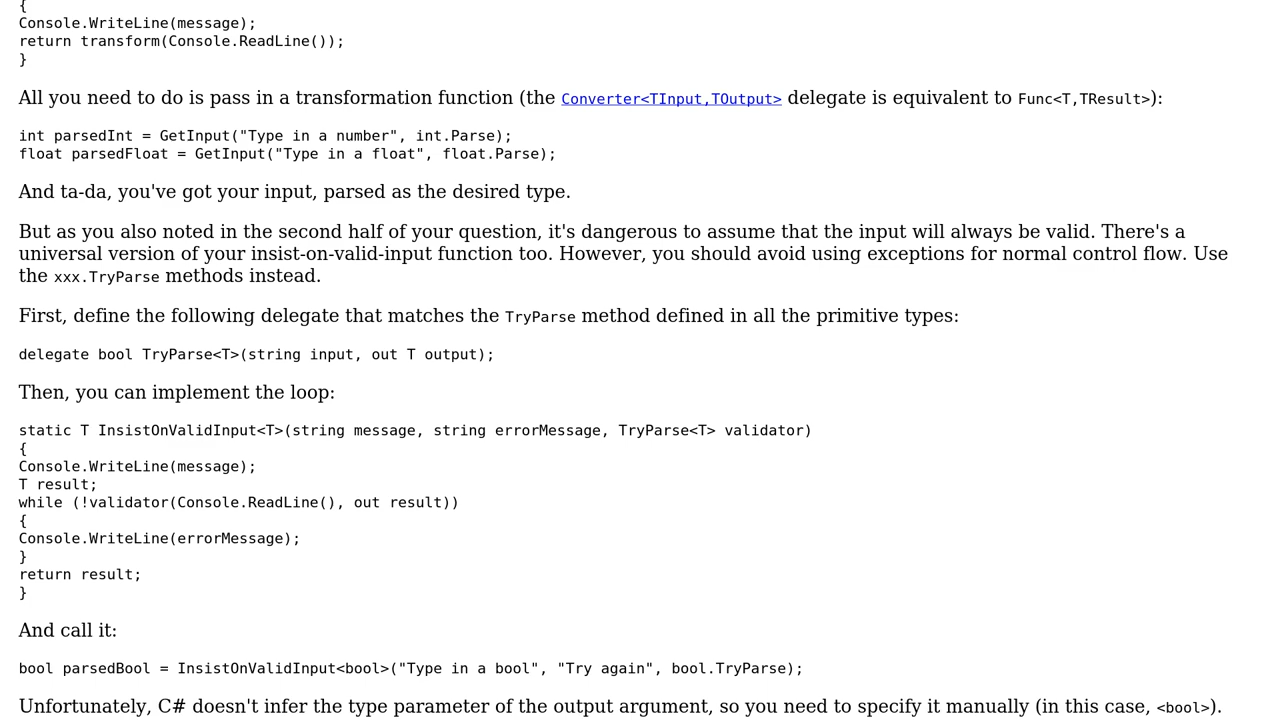 {
Console.WriteLine(message);
return transform(Console.ReadLine());
}
All you need to do is pass in a transformation function (the Converter<TInput,TOutput> delegate is equivalent to Func<T,TResult>):
int parsedInt = GetInput("Type in a number", int.Parse);
float parsedFloat = GetInput("Type in a float", float.Parse);
And ta-da, you've got your input, parsed as the desired type.
But as you also noted in the second half of your question, it's dangerous to assume that the input will always be valid. There's a
universal version of your insist-on-valid-input function too. However, you should avoid using exceptions for normal control flow. Use
the xxx.TryParse methods instead.
First, define the following delegate that matches the TryParse method defined in all the primitive types:
delegate bool TryParse<T>(string input, out T output);
Then, you can implement the loop:
static T InsistOnValidInput<T>(string message, string errorMessage, TryParse<T> validator)
{
Console.WriteLine(message);
T result;
while (!validator(Console.ReadLine(), out result))
{
Console.WriteLine(errorMessage);
}
return result;
}
And call it:
bool parsedBool = InsistOnValidInput<bool>("Type in a bool", "Try again", bool.TryParse);
Unfortunately, C# doesn't infer the type parameter of the output argument, so you need to specify it manually (in this case, <bool>).